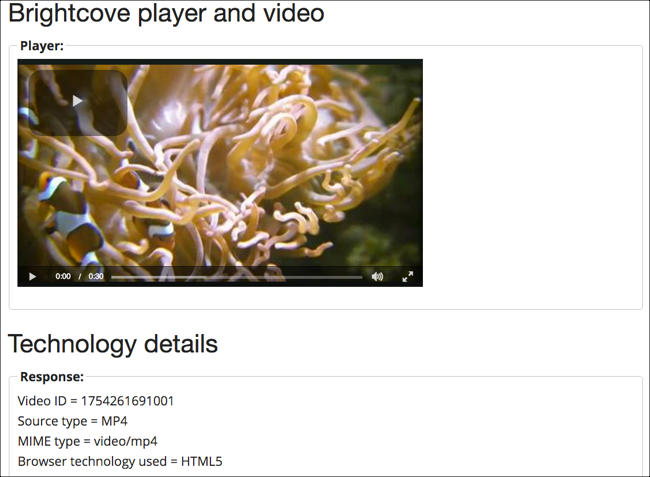 Brightcove player and video
Player:
0:00 / 0:30
Technology details
Response:
Video ID = 1754261691001
Source type = MP4
MIME type = video/mp4
Browser technology used = HTML5